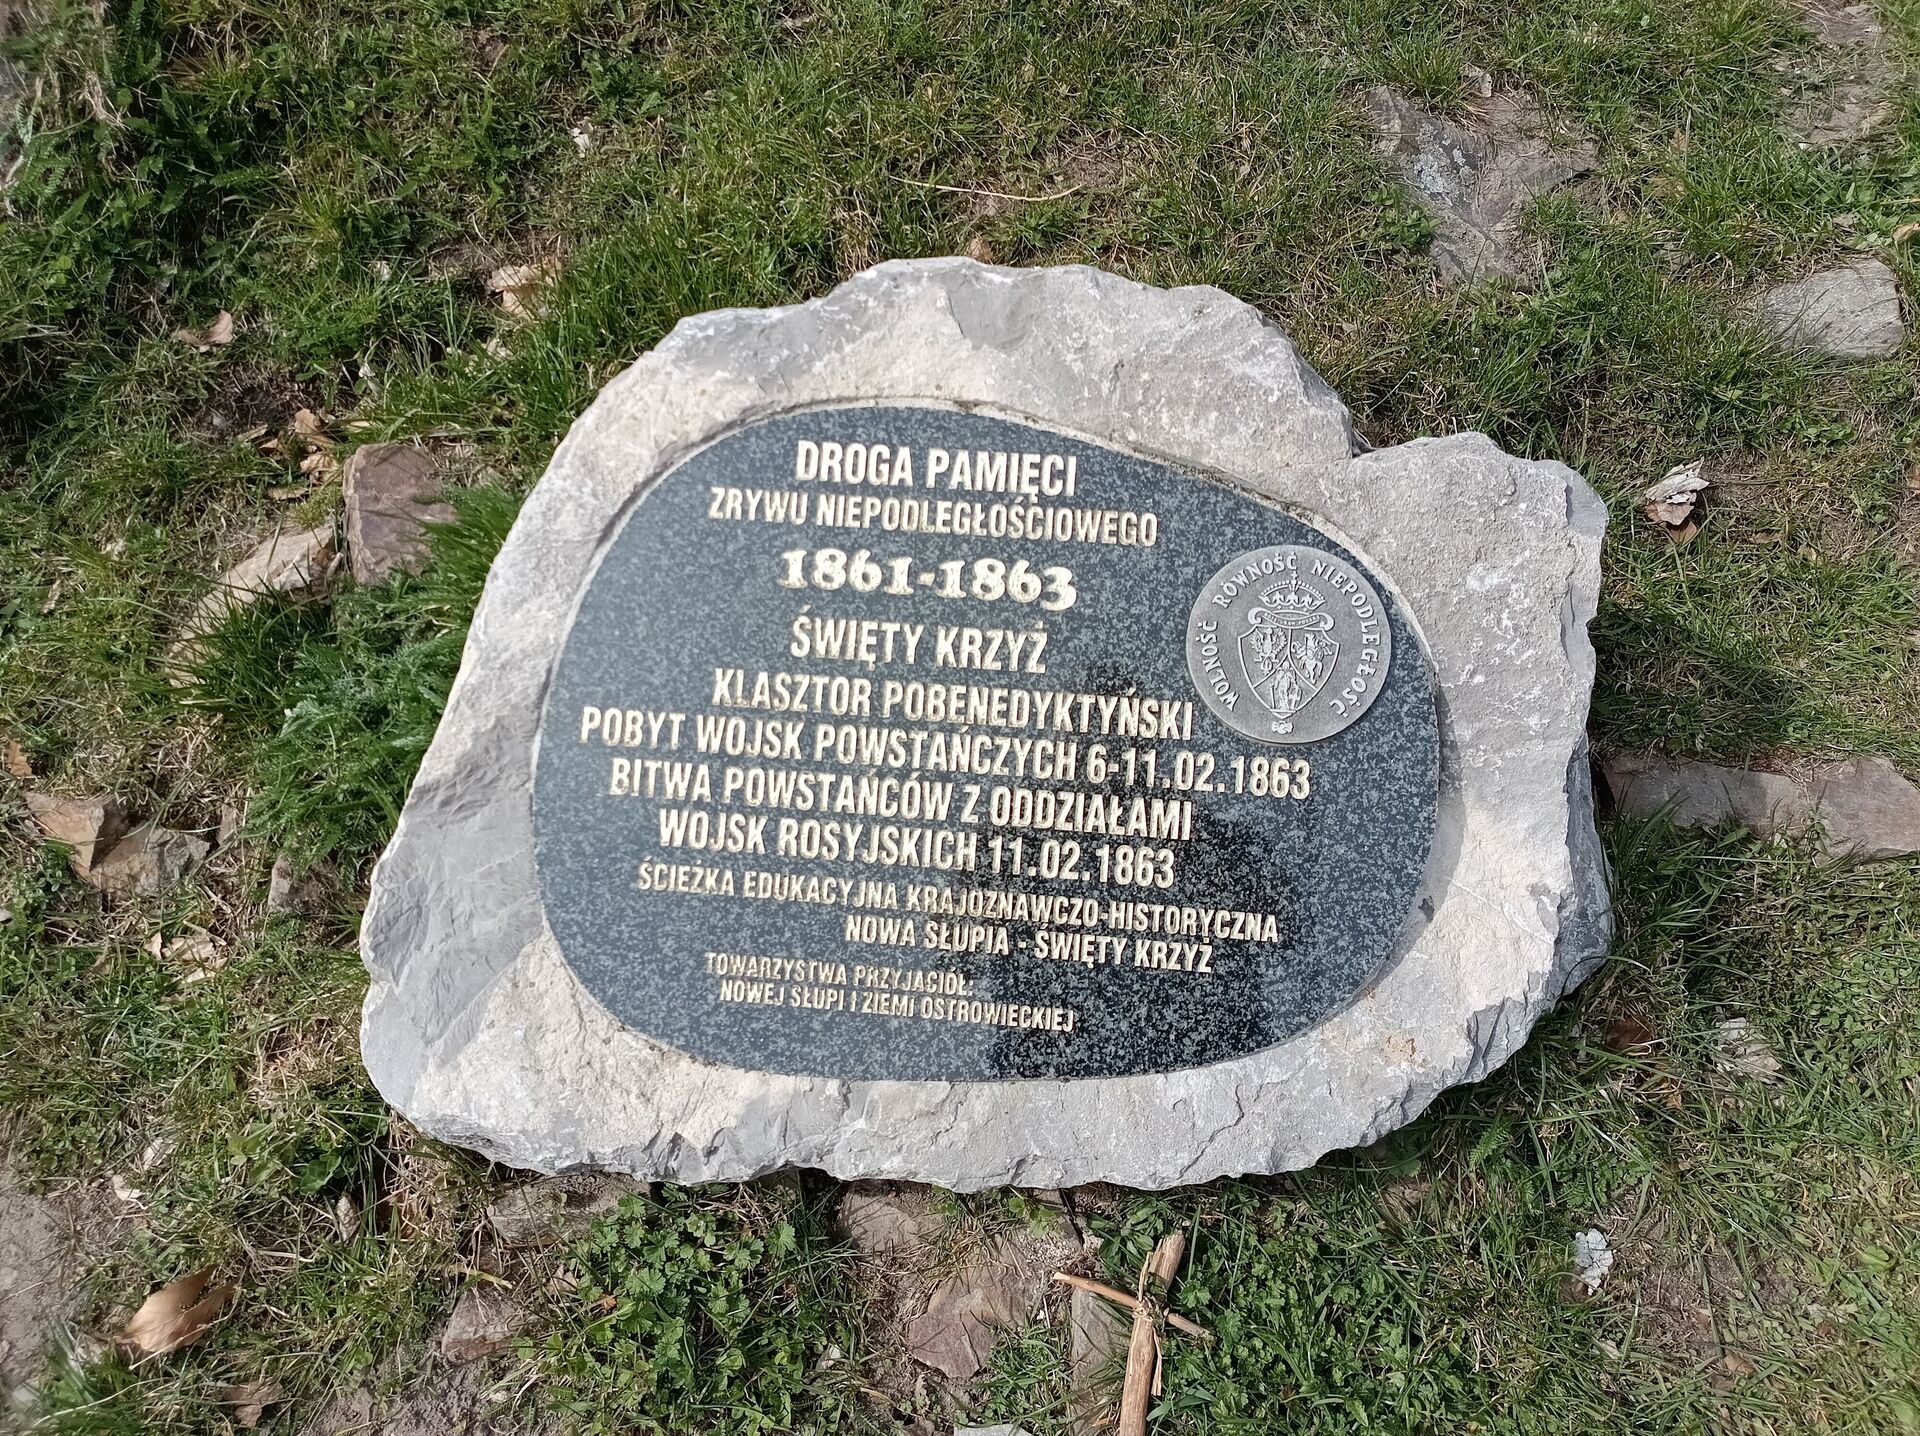 DROGA PAMIĘCI
ZRYWU NIEPODLEGŁOŚCIOWEGO
1861-1863
ŚWIĘTY KRZYŻ
KLASZTOR POBENEDYKTYŃSKI
POBYT WOJSK POWSTAŃCZYCH 6-11.02.1863
BITWA POWSTAŃCÓW Z ODDZIAŁAMI
WOJSK ROSYJSKICH 11.02.1863
ŚCIEŻKA EDUKACYJNA KRAJOZNAWCZO-HISTORYCZNA
NOWA SŁUPIA - ŚWIĘTY KRZYŻ
TOWARZYSTWA PRZYJACIÓŁ:
NOWEJ SŁUPI I ZIEMI OSTROWIECKIEJ
WOLNOŚĆ RÓWNOŚĆ NIEPODLEGŁOŚĆ